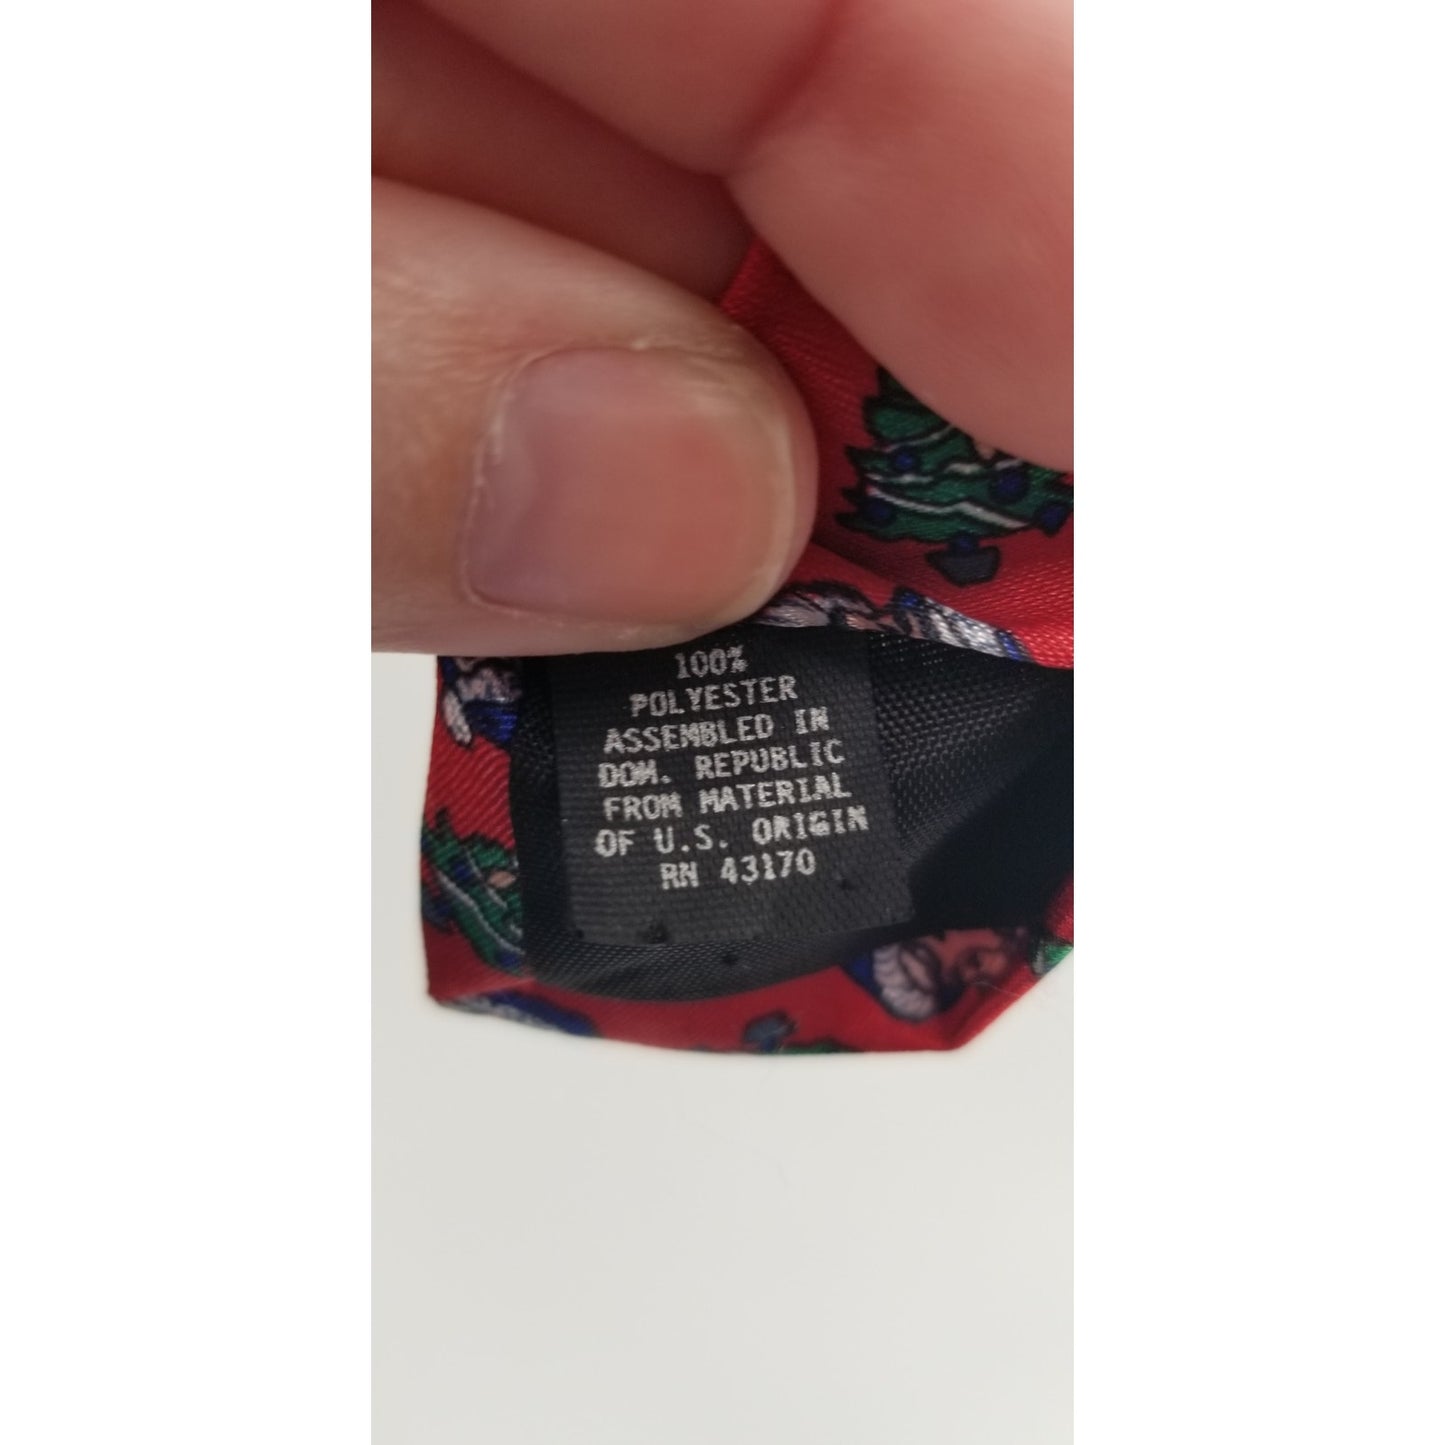 100%
POLYESTER
ASSEMBLED IN
DOM. REPUBLIC
FROM MATERIAL
OF U.S. ORIGIN
RN 43170